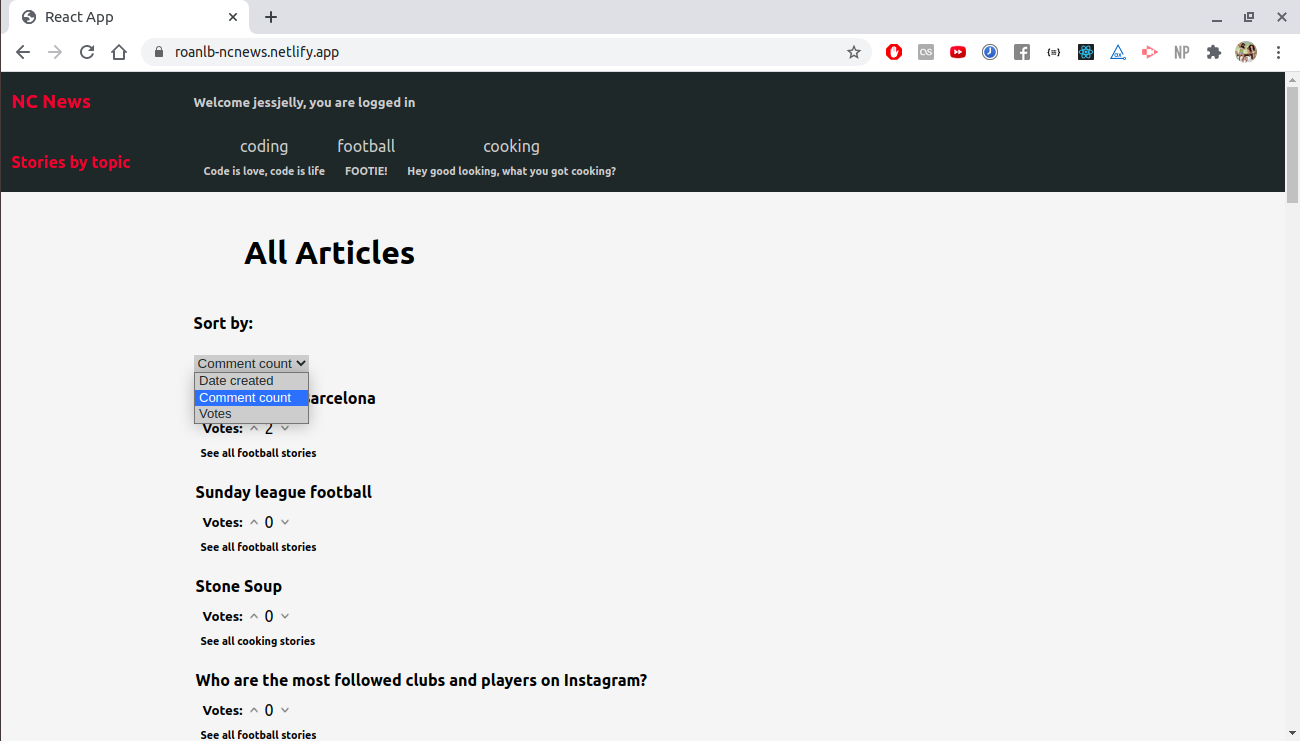 React App
roanlb-ncnews.netlify.app
NP
NC News
Welcome jessjelly, you are logged in
Stories by topic
coding football cooking
Code is love, code is life FOOTIE! Hey good looking, what you got cooking?
All Articles
Sort by:
Comment count
Date created
Comment count
Votes
arcelona
Votes: 2
See all football stories
Sunday league football
Votes: 0
See all football stories
Stone Soup
Votes: 0
See all cooking stories
Who are the most followed clubs and players on Instagram?
Votes: 0
See all football stories